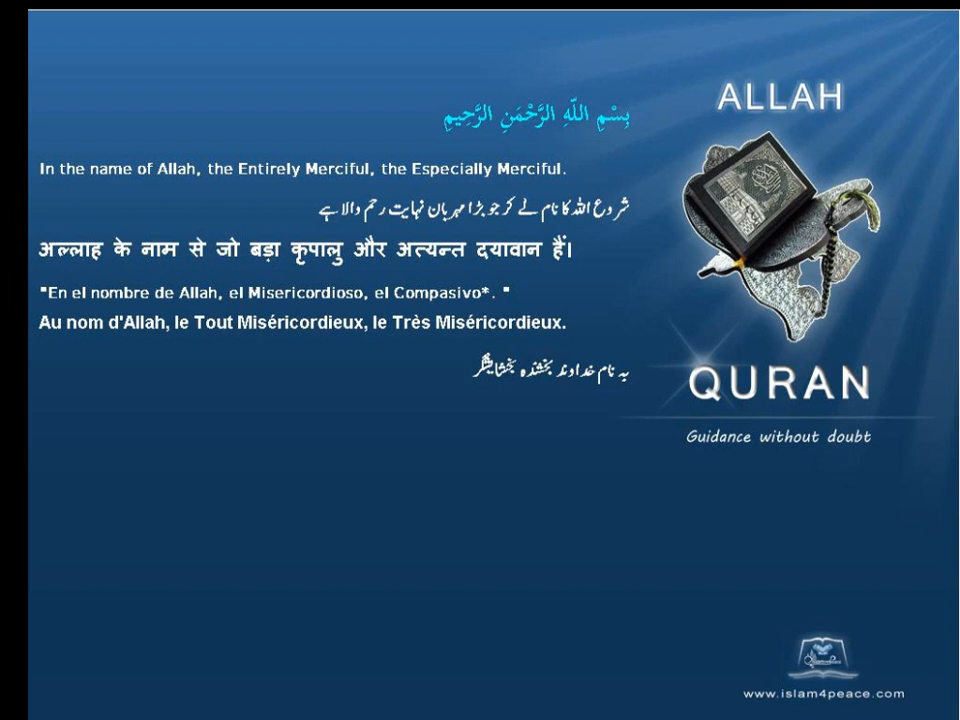 بِسْمِ اللَّهِ الرَّحْمَنِ الرَّحِيمِ
In the name of Allah, the Entirely Merciful, the Especially Merciful.
شروع الله کا نام لے کر جو بڑا مہربان نہایت رحم والا ہے
अल्लाह के नाम से जो बड़ा कृपालु और अत्यन्त दयावान हैं।
"En el nombre de Allah, el Misericordioso, el Compasivo*. "
Au nom d'Allah, le Tout Miséricordieux, le Très Miséricordieux.
به نام خداوند بخشنده بخشایشگر
ALLAH
QURAN
Guidance without doubt
www.islam4peace.com